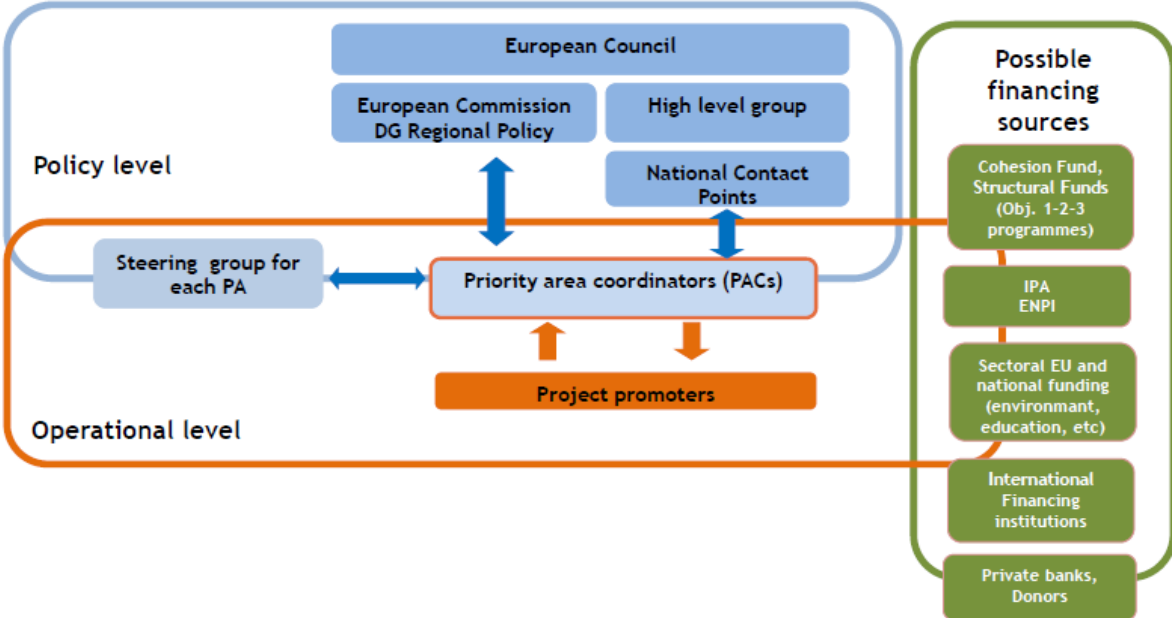 European Council
European Commission
DG Regional Policy
High level group
National Contact
Points
Policy level
Steering group for
each PA
Priority area coordinators (PACs)
Project promoters
Operational level
Possible
financing
sources
Cohesion Fund,
Structural Funds
(Obj. 1-2-3
programmes)
IPA
ENPI
Sectoral EU and
national funding
(environmant,
education, etc)
International
Financing
institutions
Private banks,
Donors